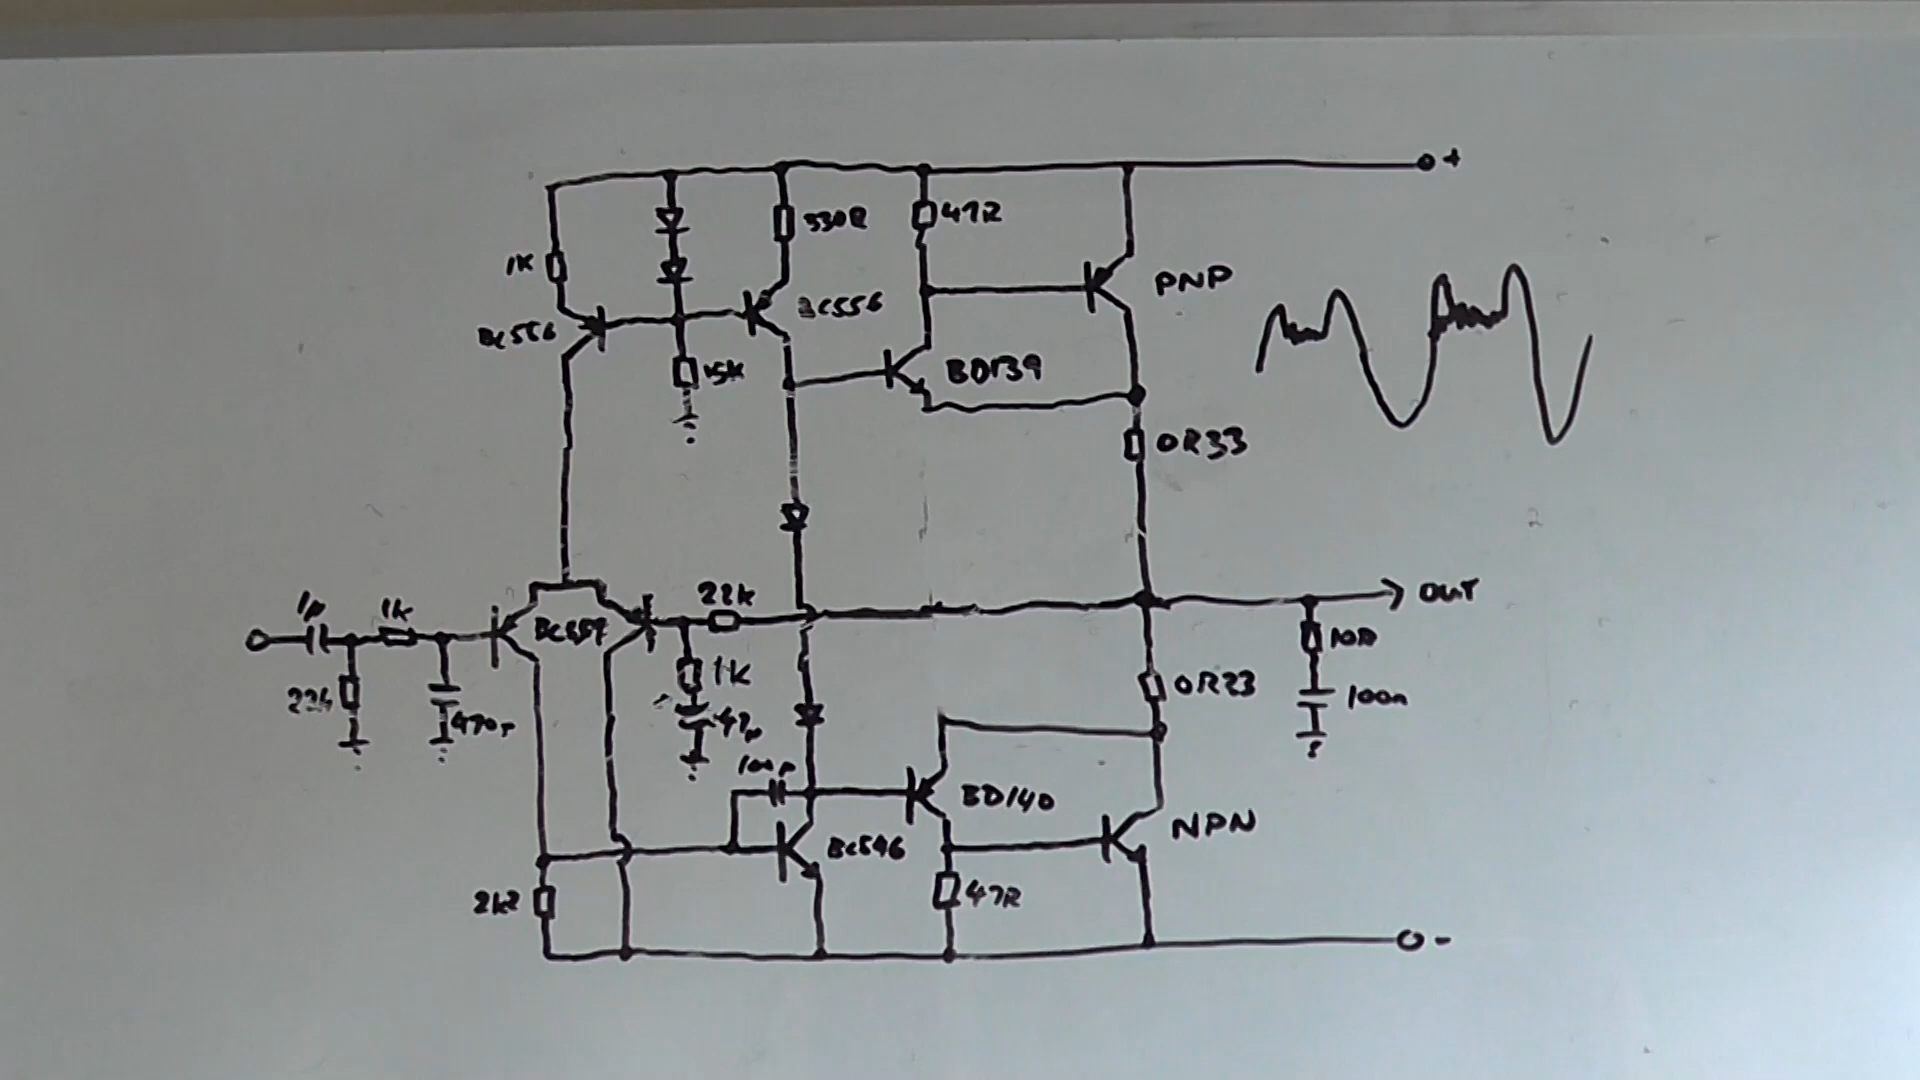 +
330R
47R
1K
PNP
BC556
BC556
15K
BD139
0R33
1µ
1k
22k
OUT
BC557
10R
1K
0R33
22k
470p
47µ
100n
100p
BD140
NPN
BC546
2k2
47R
-